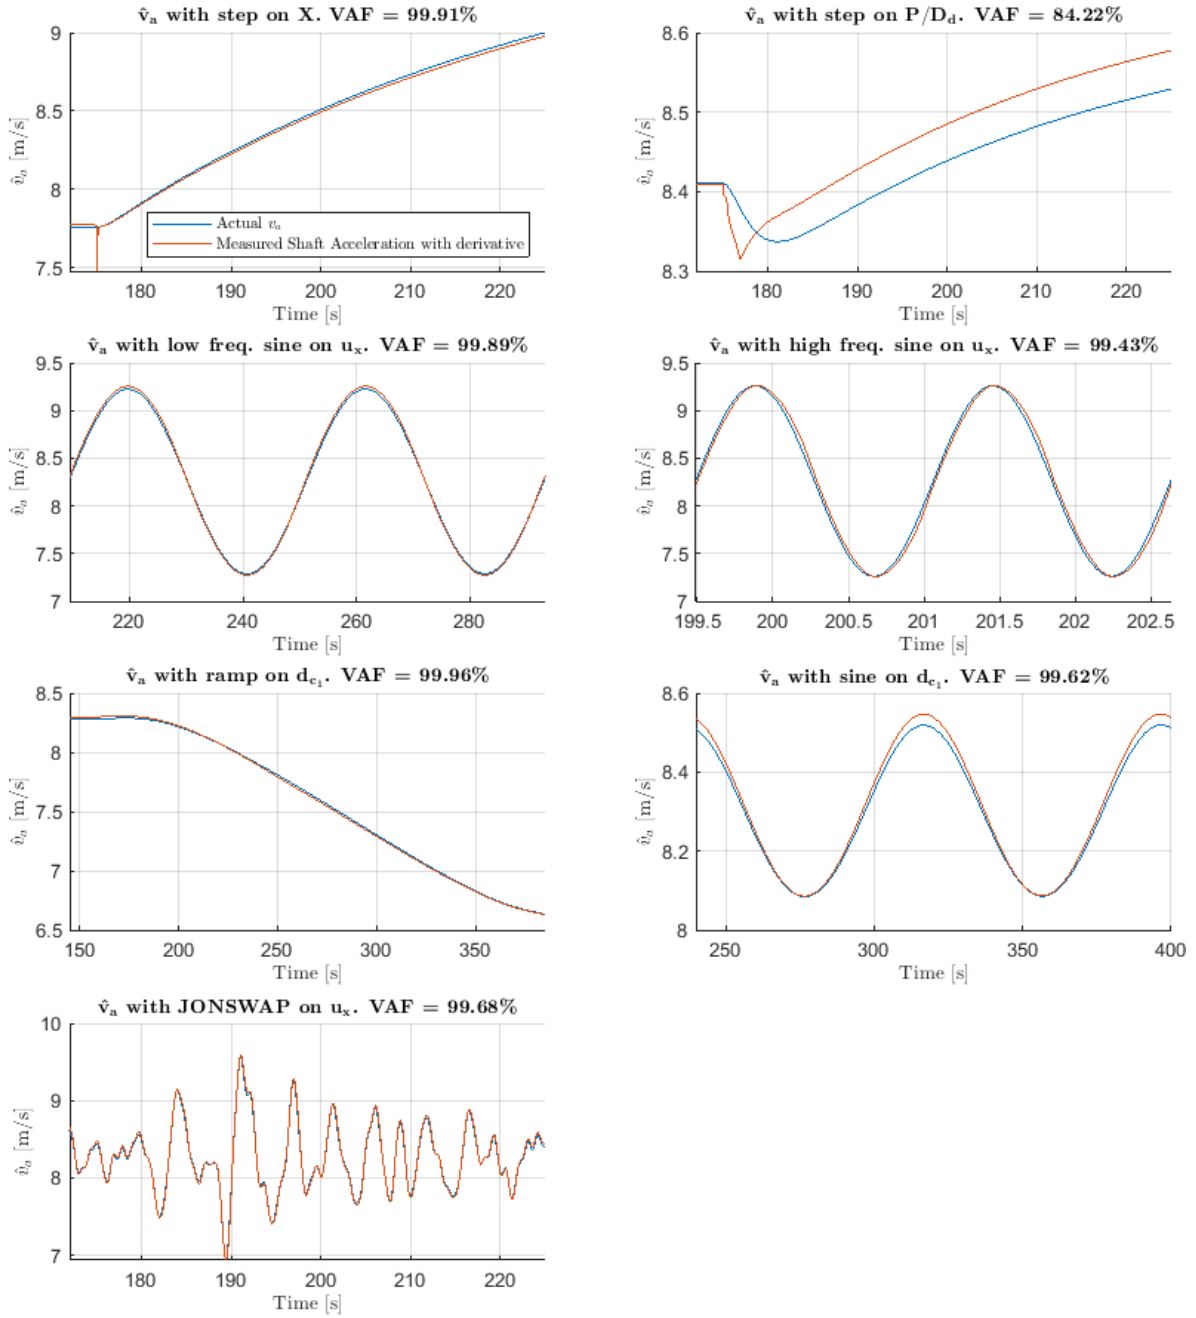 v̂ₐ with step on X. VAF = 99.91%
9
8.5
8
7.5
v̂ₐ [m/s]
Actual vₐ
Measured Shaft Acceleration with derivative
180 190 200 210 220
Time [s]
v̂ₐ with step on P/D_d. VAF = 84.22%
8.6
8.5
8.4
8.3
v̂ₐ [m/s]
180 190 200 210 220
Time [s]
v̂ₐ with low freq. sine on uₓ. VAF = 99.89%
9.5
9
8.5
8
7.5
7
v̂ₐ [m/s]
220 240 260 280
Time [s]
v̂ₐ with high freq. sine on uₓ. VAF = 99.43%
9.5
9
8.5
8
7.5
7
v̂ₐ [m/s]
199.5 200 200.5 201 201.5 202 202.5
Time [s]
v̂ₐ with ramp on d_c₁. VAF = 99.96%
8.5
8
7.5
7
6.5
v̂ₐ [m/s]
150 200 250 300 350
Time [s]
v̂ₐ with sine on d_c₁. VAF = 99.62%
8.6
8.4
8.2
8
v̂ₐ [m/s]
250 300 350 400
Time [s]
v̂ₐ with JONSWAP on uₓ. VAF = 99.68%
10
9
8
7
v̂ₐ [m/s]
180 190 200 210 220
Time [s]